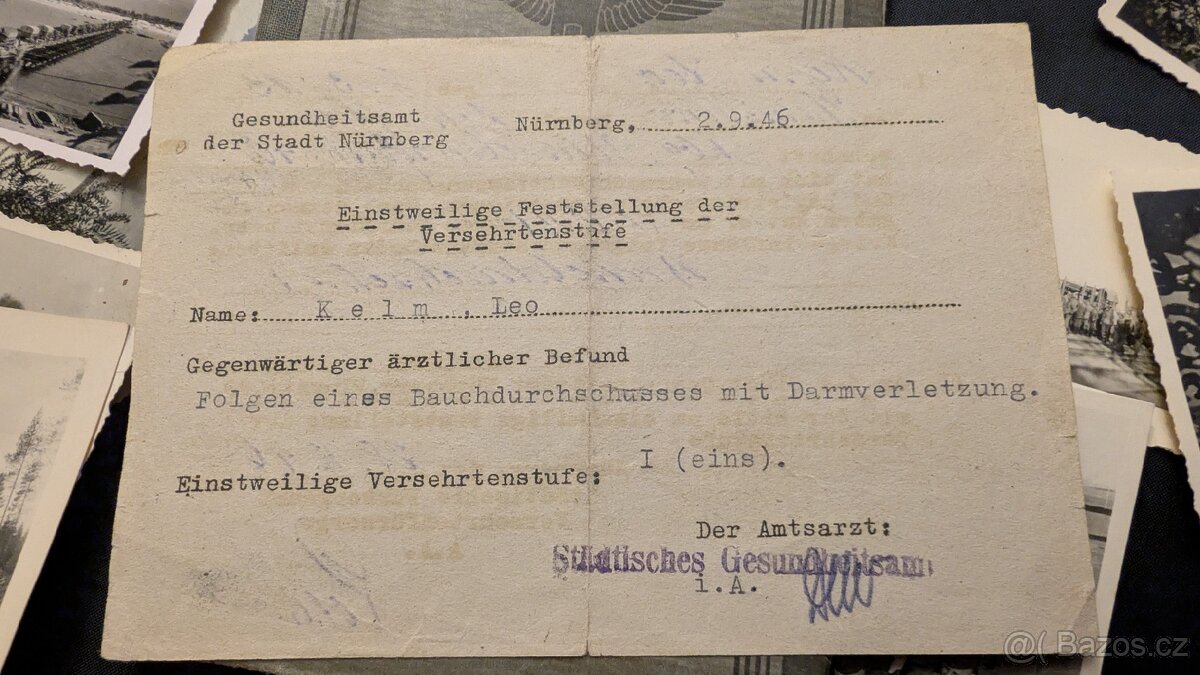 Gesundheitsamt
der Stadt Nürnberg
Nürnberg, 2.9.46
Einstweilige Feststellung der
Versehrtenstufe
Name: Kelm, Leo
Gegenwärtiger ärztlicher Befund
Folgen eines Bauchdurchschusses mit Darmverletzung.
Einstweilige Versehrtenstufe: I (eins).
Der Amtsarzt:
Städtisches Gesundheitsam
i.A.
@( Bazos.cz